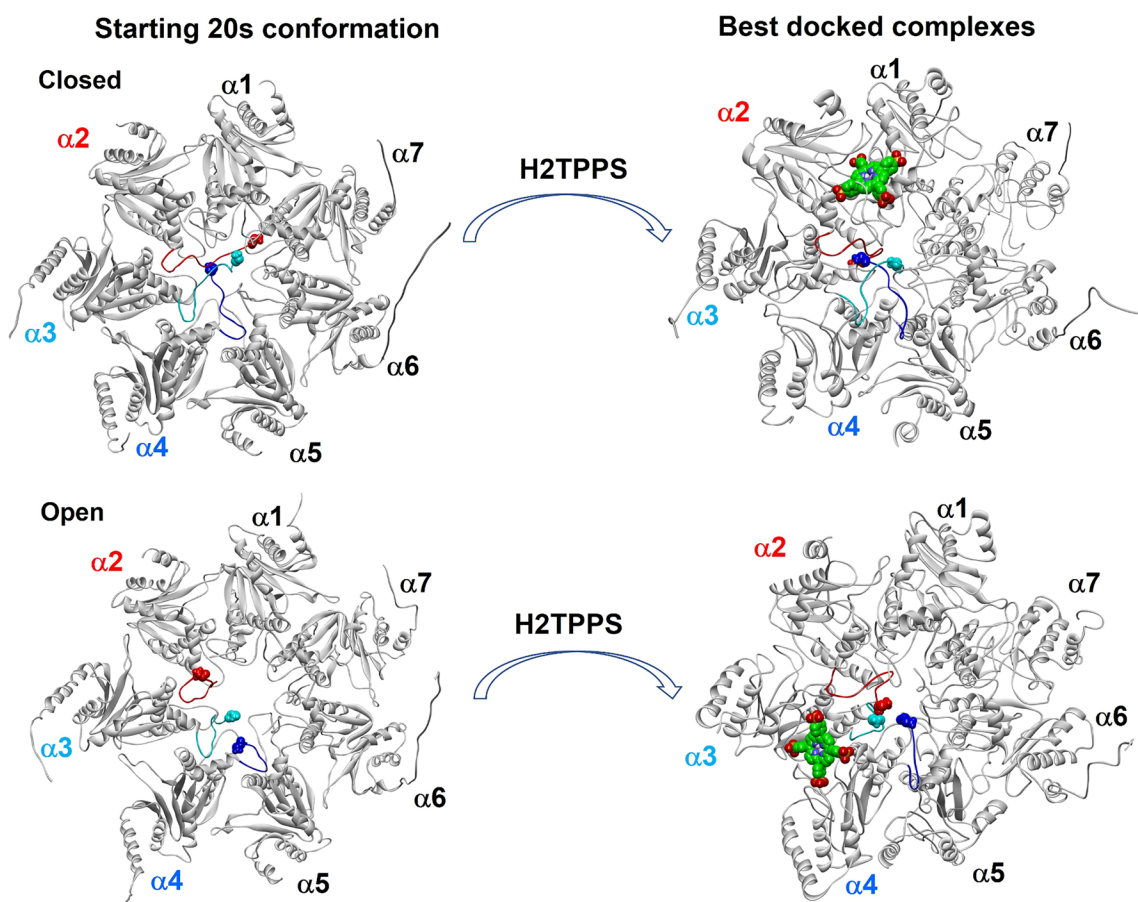 Starting 20s conformation
Best docked complexes
Closed
α1
α2
α7
α3
α6
α4
α5
H2TPPS
α1
α2
α7
α3
α6
α4
α5
Open
α1
α2
α7
α3
α6
α4
α5
H2TPPS
α1
α2
α7
α3
α6
α4
α5